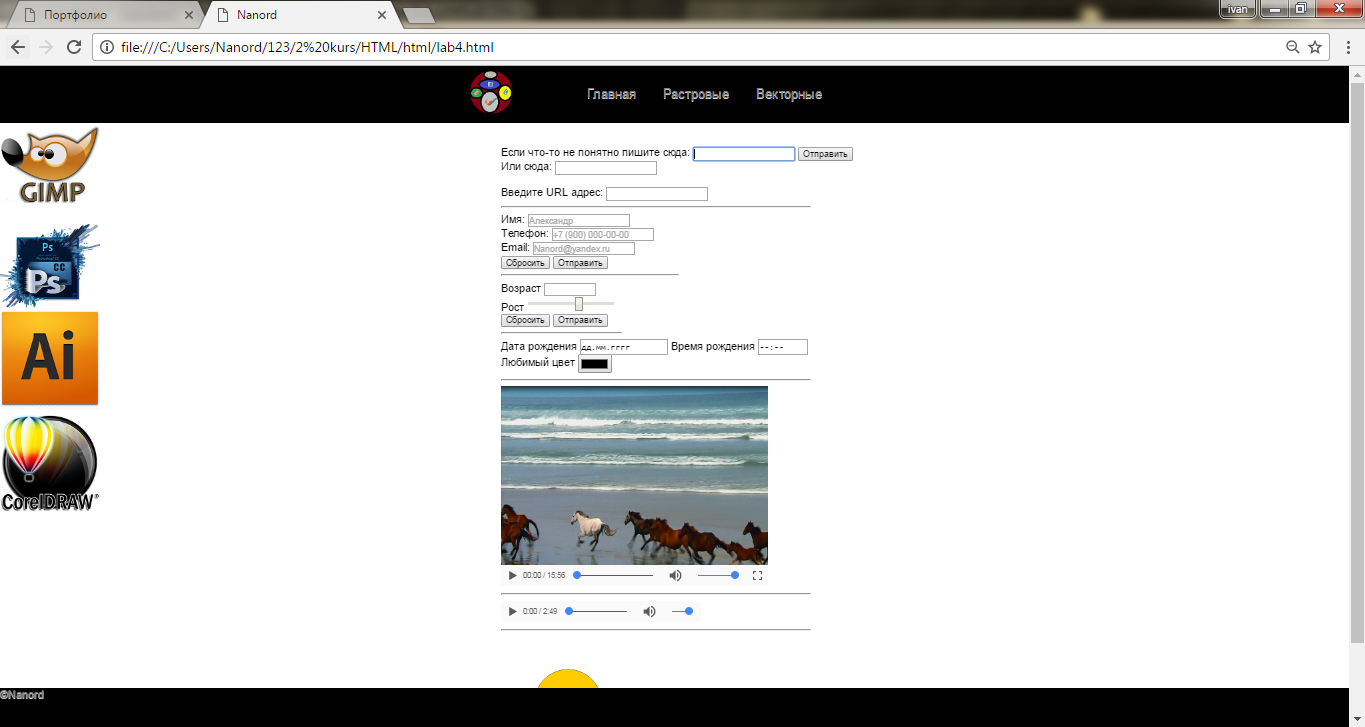 Портфолио
Nanord
ivan
file:///C:/Users/Nanord/123/2%20kurs/HTML/html/lab4.html
Главная Растровые Векторные
GIMP
Если что-то не понятно пишите сюда: Отправить
Или сюда:
Введите URL адрес:
Имя: Александр
Телефон: +7 (900) 000-00-00
Email: Nanord@yandex.ru
Сбросить Отправить
Ps
CC
Ps
Возраст
Рост
Сбросить Отправить
Ai
Дата рождения дд.мм.гггг Время рождения --:--
Любимый цвет
CorelDRAW®
00:00 / 15:56
0:00 / 2:49
©Nanord